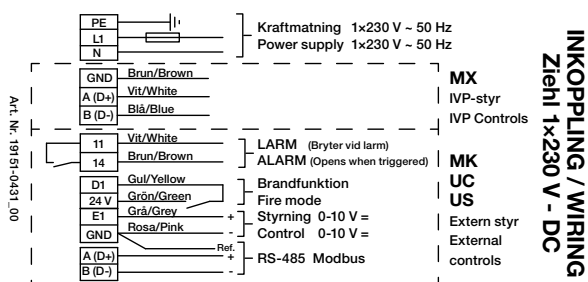 INKOPPLING / WIRING
Ziehl 1×230 V - DC
PE
L1
N
Kraftmatning 1×230 V ~ 50 Hz
Power supply 1×230 V ~ 50 Hz
GND Brun/Brown
A (D+) Vit/White
B (D-) Blå/Blue
MX
IVP-styr
IVP Controls
11 Vit/White
14 Brun/Brown
LARM (Bryter vid larm)
ALARM (Opens when triggered)
D1 Gul/Yellow
24 V Grön/Green
Brandfunktion
Fire mode
E1 Grå/Grey
GND Rosa/Pink
+ Styrning 0-10 V =
- Control 0-10 V =
Ref.
A (D+) +
B (D-) -
RS-485 Modbus
MK
UC
US
Extern styr
External
controls
Art. Nr. 19151-0431_00